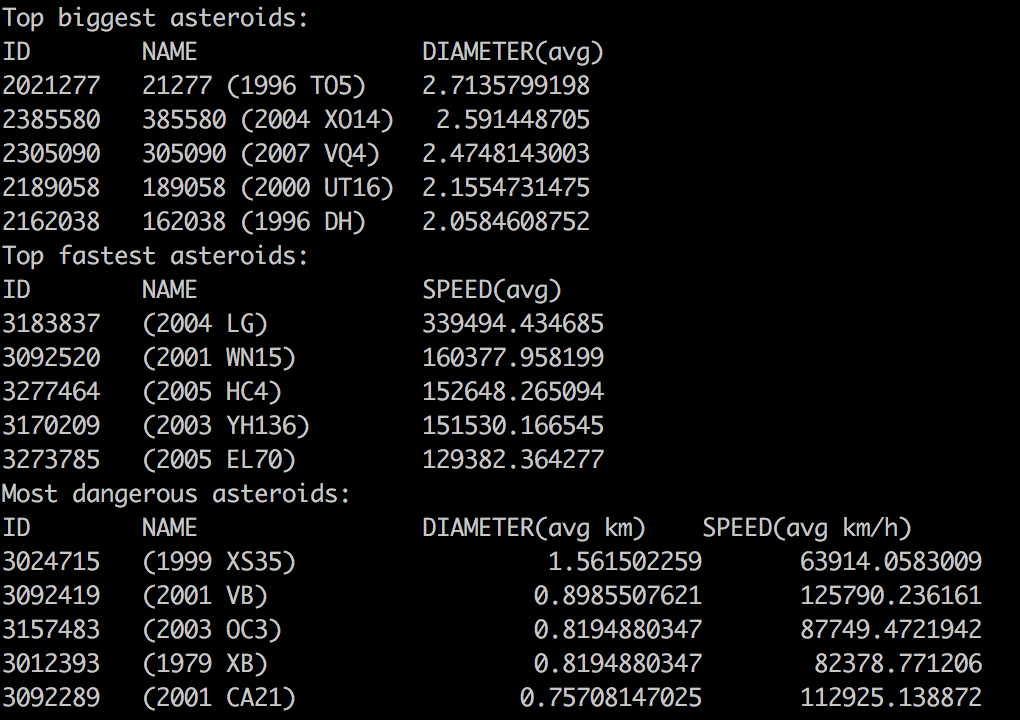 Top biggest asteroids:
ID NAME DIAMETER(avg)
2021277 21277 (1996 TO5) 2.7135799198
2385580 385580 (2004 XO14) 2.591448705
2305090 305090 (2007 VQ4) 2.4748143003
2189058 189058 (2000 UT16) 2.1554731475
2162038 162038 (1996 DH) 2.0584608752
Top fastest asteroids:
ID NAME SPEED(avg)
3183837 (2004 LG) 339494.434685
3092520 (2001 WN15) 160377.958199
3277464 (2005 HC4) 152648.265094
3170209 (2003 YH136) 151530.166545
3273785 (2005 EL70) 129382.364277
Most dangerous asteroids:
ID NAME DIAMETER(avg km) SPEED(avg km/h)
3024715 (1999 XS35) 1.561502259 63914.0583009
3092419 (2001 VB) 0.8985507621 125790.236161
3157483 (2003 OC3) 0.8194880347 87749.4721942
3012393 (1979 XB) 0.8194880347 82378.771206
3092289 (2001 CA21) 0.75708147025 112925.138872